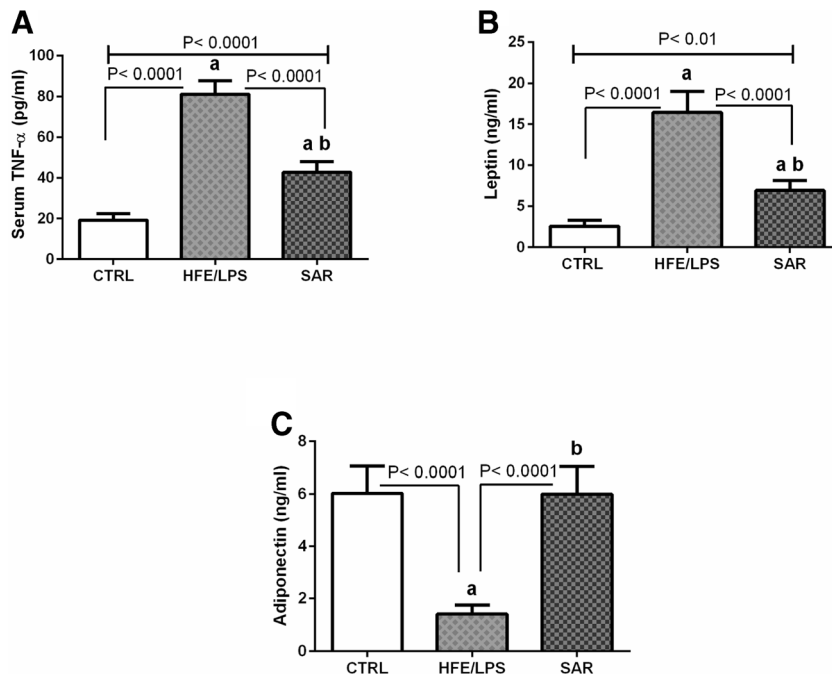 A
P< 0.0001
P< 0.0001
P< 0.0001
a
a b
Serum TNF-α (pg/ml)
100
80
60
40
20
0
CTRL
HFE/LPS
SAR
B
P< 0.01
P< 0.0001
P< 0.0001
a
a b
Leptin (ng/ml)
25
20
15
10
5
0
CTRL
HFE/LPS
SAR
C
P< 0.0001
P< 0.0001
a
b
Adiponectin (ng/ml)
8
6
4
2
0
CTRL
HFE/LPS
SAR